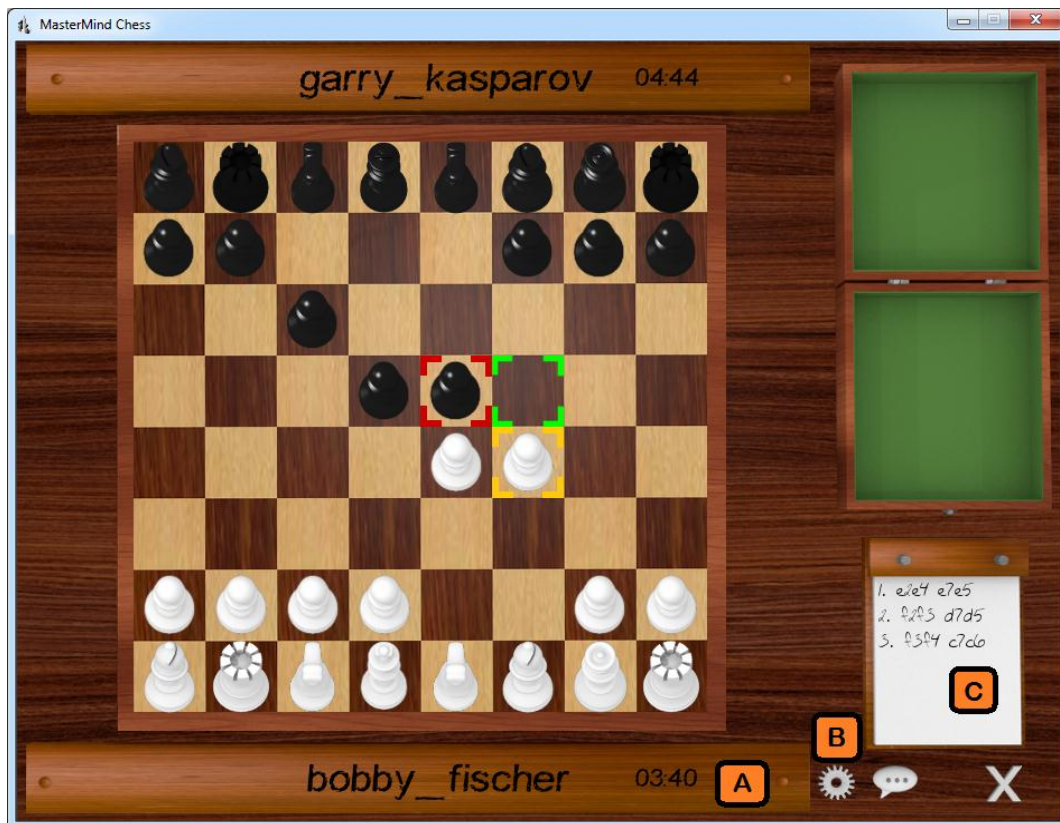 MasterMind Chess
garry_kasparov 04:44
1. e2e4 e7e5
2. f2f3 d7d5
3. f3f4 c7c6
C
B
bobby_fischer 03:40 A
X